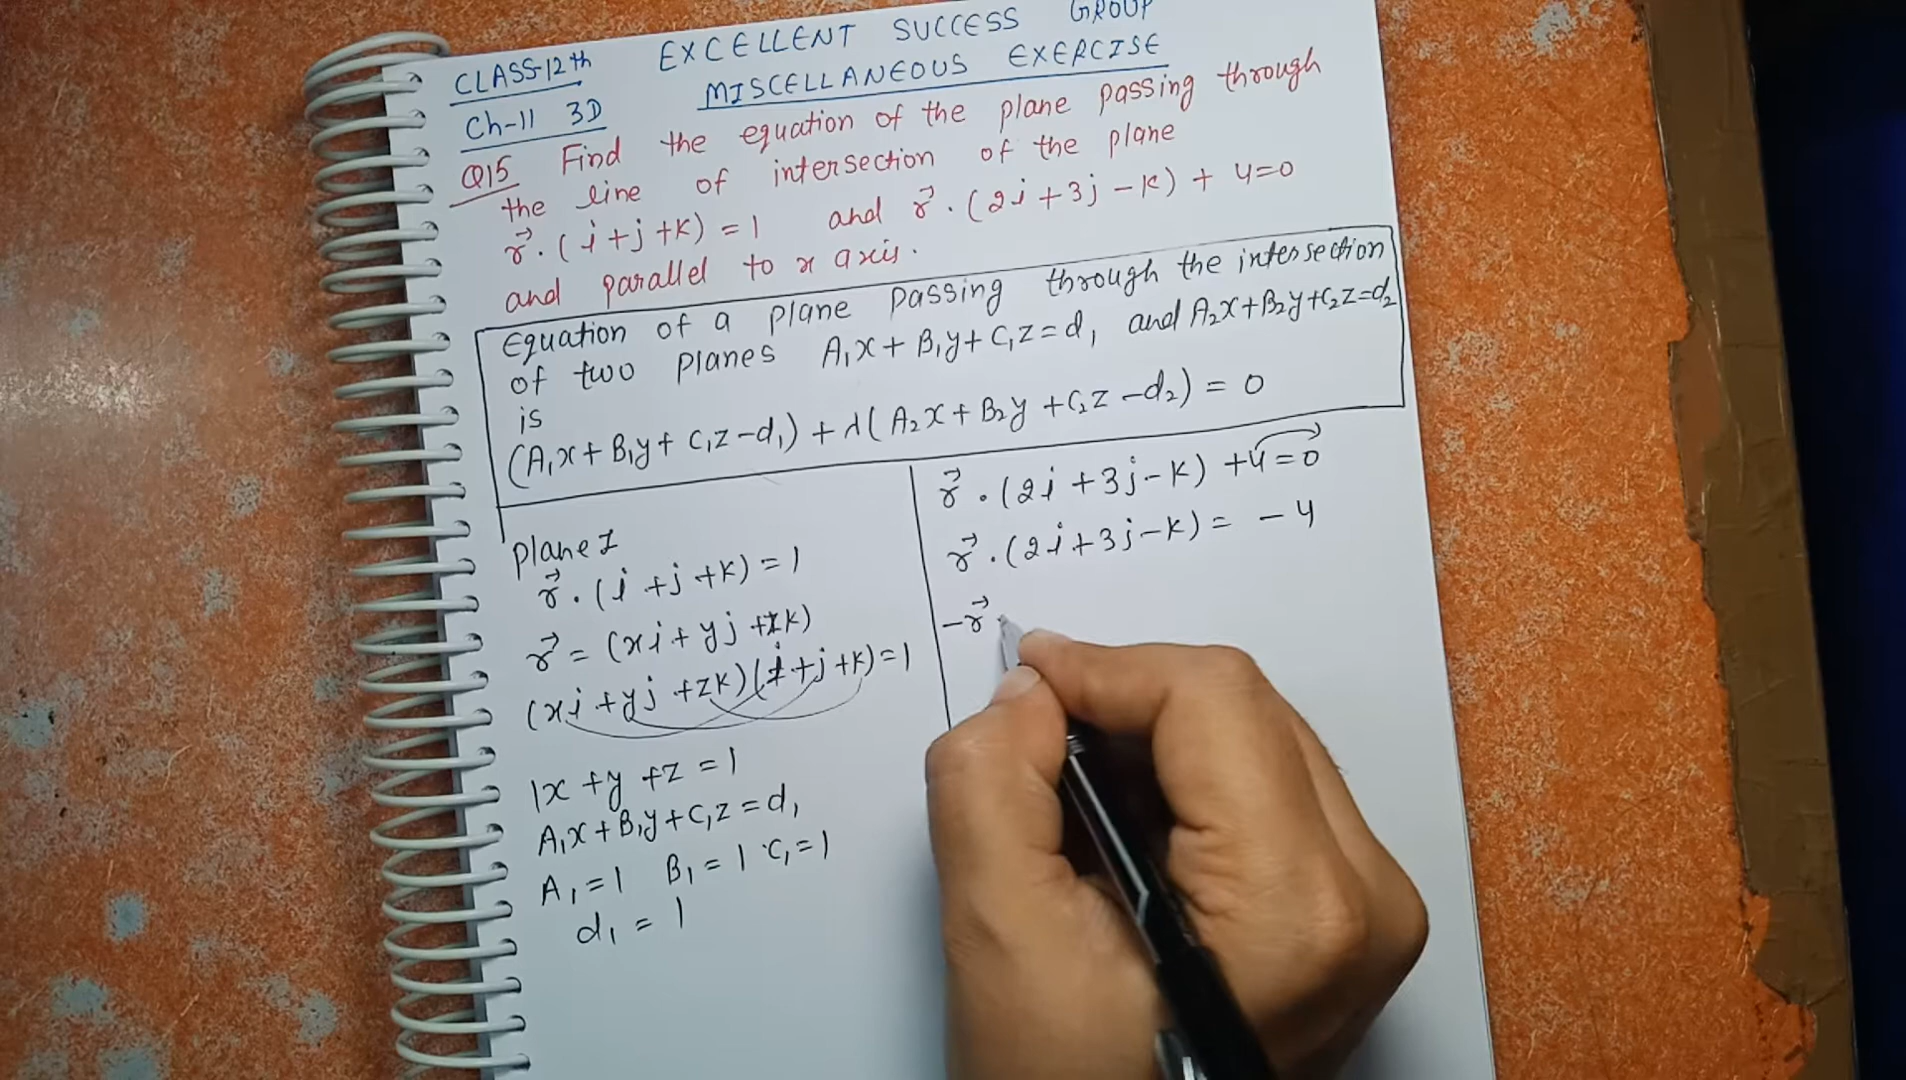 CLASS-12th
EXCELLENT SUCCESS GROUP
Ch-11 3D
MISCELLANEOUS EXERCISE
Q15 Find the equation of the plane passing through
the line of intersection of the plane
r⃗.(i+j+k)=1 and r⃗.(2i+3j-k)+4=0
and parallel to x axis.
Equation of a plane passing through the intersection
of two planes A₁x+B₁y+C₁z=d₁ and A₂x+B₂y+C₂z=d₂
is
(A₁x+B₁y+C₁z-d₁)+λ(A₂x+B₂y+C₂z-d₂)=0
plane I
r⃗.(i+j+k)=1
r⃗=(xi+yj+zk)
(xi+yj+zk)(i+j+k)=1
1x+y+z=1
A₁x+B₁y+C₁z=d₁
A₁=1 B₁=1 C₁=1
d₁=1
r⃗.(2i+3j-k)+4=0
r⃗.(2i+3j-k)=-4
-r⃗.